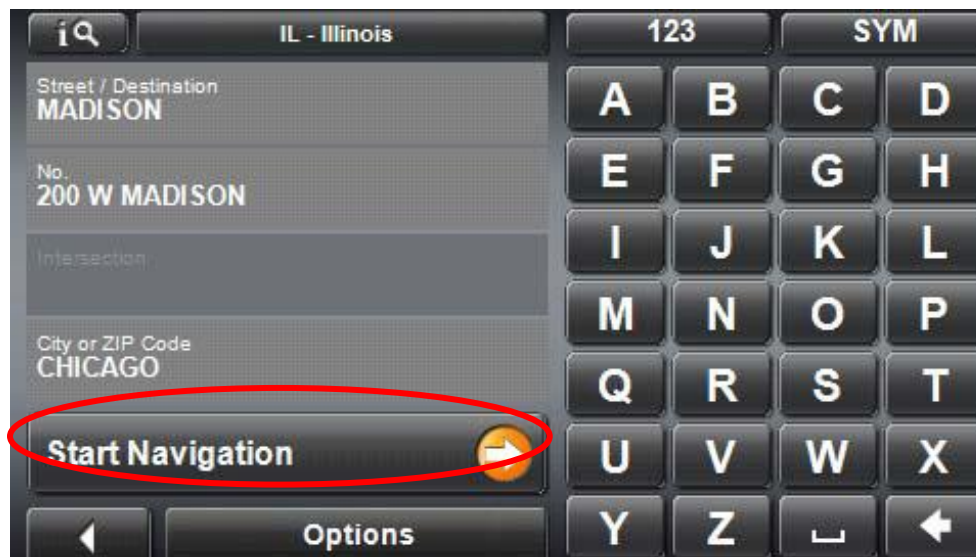 i IL - Illinois 123 SYM
Street / Destination
MADISON
No.
200 W MADISON
Intersection
City or ZIP Code
CHICAGO
Start Navigation
Options
A B C D
E F G H
I J K L
M N O P
Q R S T
U V W X
Y Z